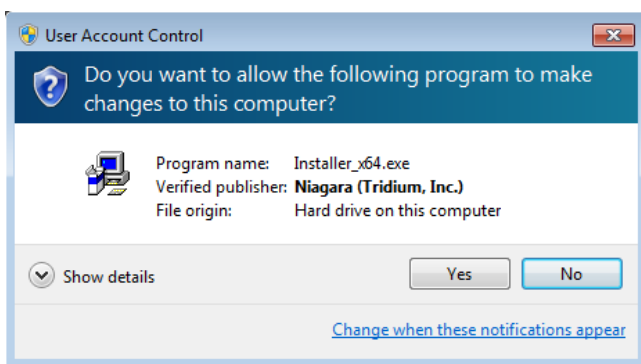 User Account Control
Do you want to allow the following program to make
changes to this computer?
Program name: Installer_x64.exe
Verified publisher: Niagara (Tridium, Inc.)
File origin: Hard drive on this computer
Show details
Yes
No
Change when these notifications appear